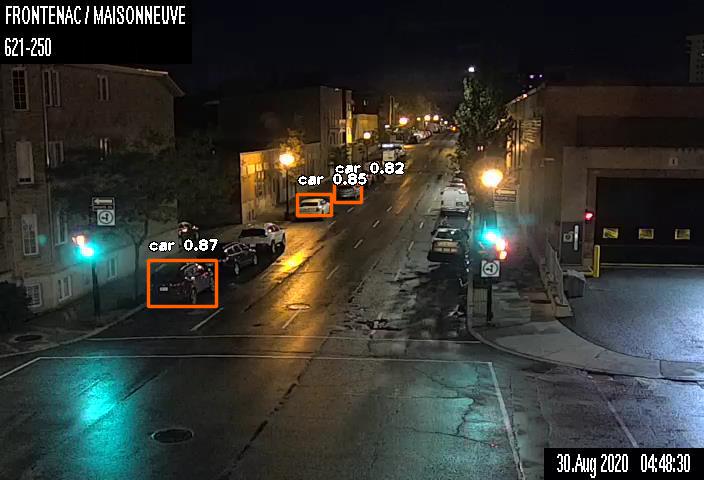 FRONTENAC / MAISONNEUVE
621-250
car 0.82
car 0.85
car 0.87
30.Aug 2020 04:48:30